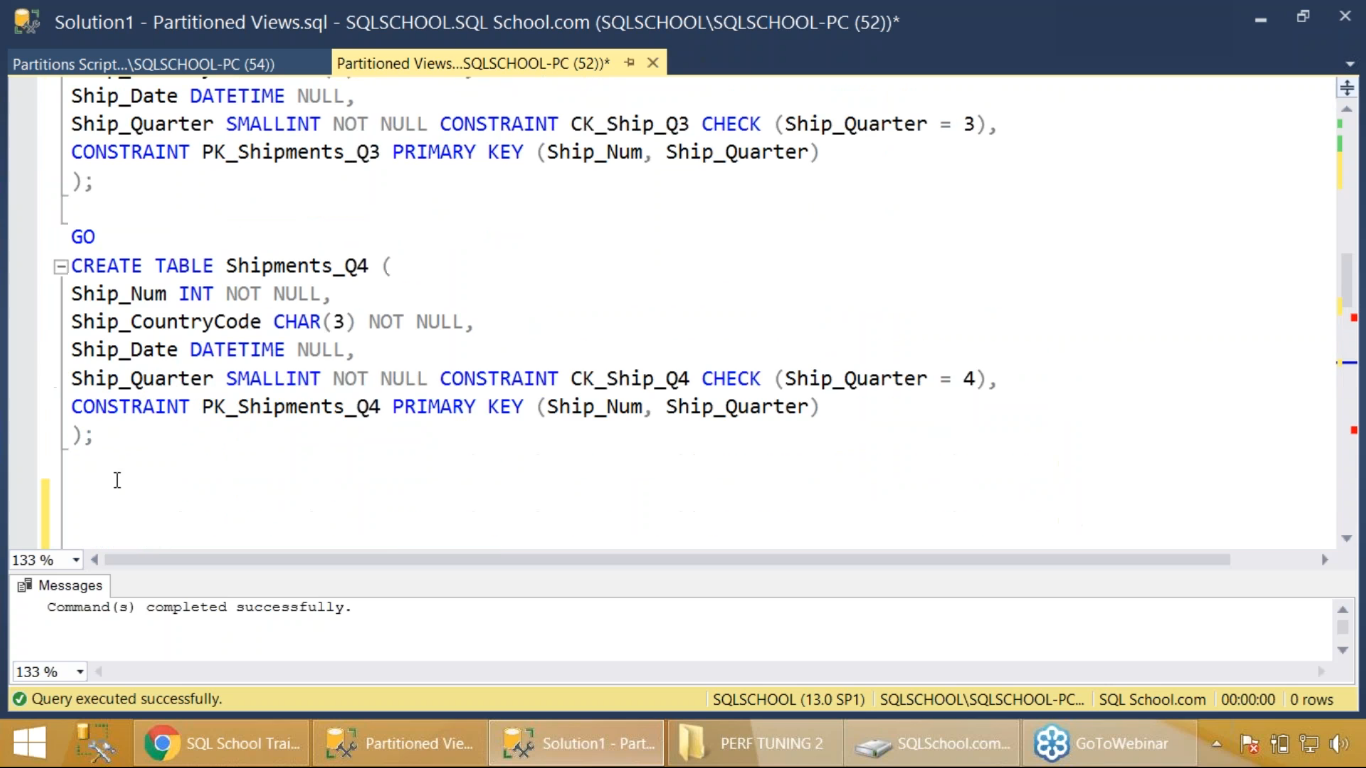 Solution1 - Partitioned Views.sql - SQLSCHOOL.SQL School.com (SQLSCHOOL\SQLSCHOOL-PC (52))*
Partitions Script...\SQLSCHOOL-PC (54))
Partitioned Views...SQLSCHOOL-PC (52))*
Ship_Date DATETIME NULL,
Ship_Quarter SMALLINT NOT NULL CONSTRAINT CK_Ship_Q3 CHECK (Ship_Quarter = 3),
CONSTRAINT PK_Shipments_Q3 PRIMARY KEY (Ship_Num, Ship_Quarter)
);
GO
CREATE TABLE Shipments_Q4 (
Ship_Num INT NOT NULL,
Ship_CountryCode CHAR(3) NOT NULL,
Ship_Date DATETIME NULL,
Ship_Quarter SMALLINT NOT NULL CONSTRAINT CK_Ship_Q4 CHECK (Ship_Quarter = 4),
CONSTRAINT PK_Shipments_Q4 PRIMARY KEY (Ship_Num, Ship_Quarter)
);
133 %
Messages
Command(s) completed successfully.
133 %
Query executed successfully. SQLSCHOOL (13.0 SP1) SQLSCHOOL\SQLSCHOOL-PC... SQL School.com 00:00:00 0 rows
SQL School Trai... Partitioned Vie... Solution1 - Part... PERF TUNING 2 SQLSchool.com... GoToWebinar